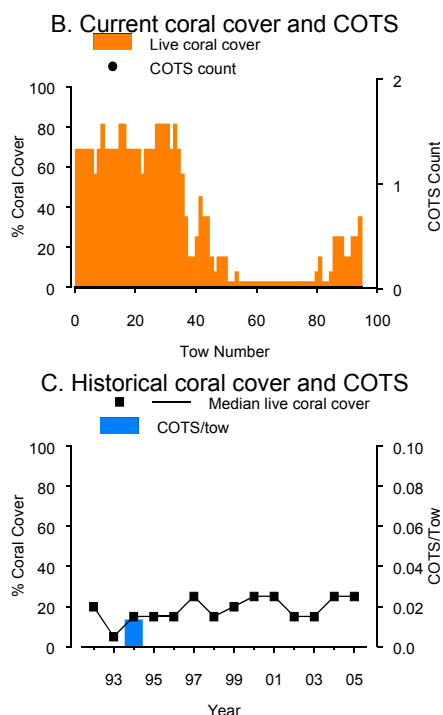 B. Current coral cover and COTS
Live coral cover
COTS count
100
80
60
40
20
0
% Coral Cover
2
1
0
COTS Count
0 20 40 60 80 100
Tow Number
C. Historical coral cover and COTS
Median live coral cover
COTS/tow
100
80
60
40
20
0
% Coral Cover
0.10
0.08
0.06
0.04
0.02
0.0
COTS/Tow
93 95 97 99 01 03 05
Year